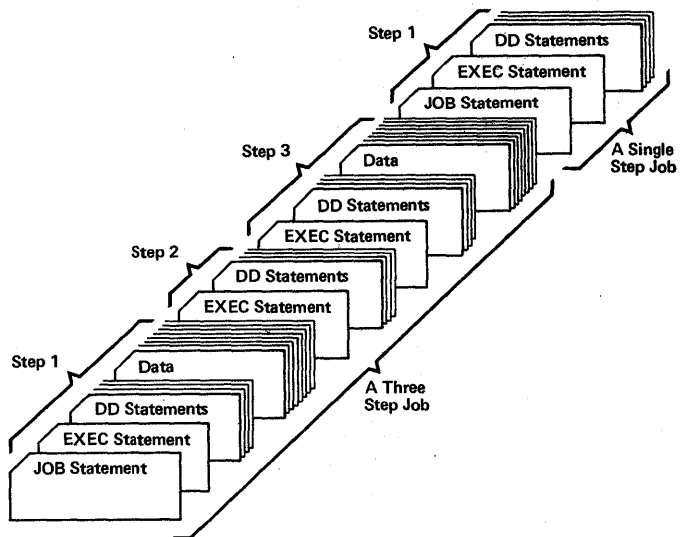 Step 1
DD Statements
EXEC Statement
JOB Statement
A Single
Step Job
Step 3
Data
DD Statements
EXEC Statement
Step 2
DD Statements
EXEC Statement
Step 1
Data
DD Statements
EXEC Statement
JOB Statement
A Three
Step Job